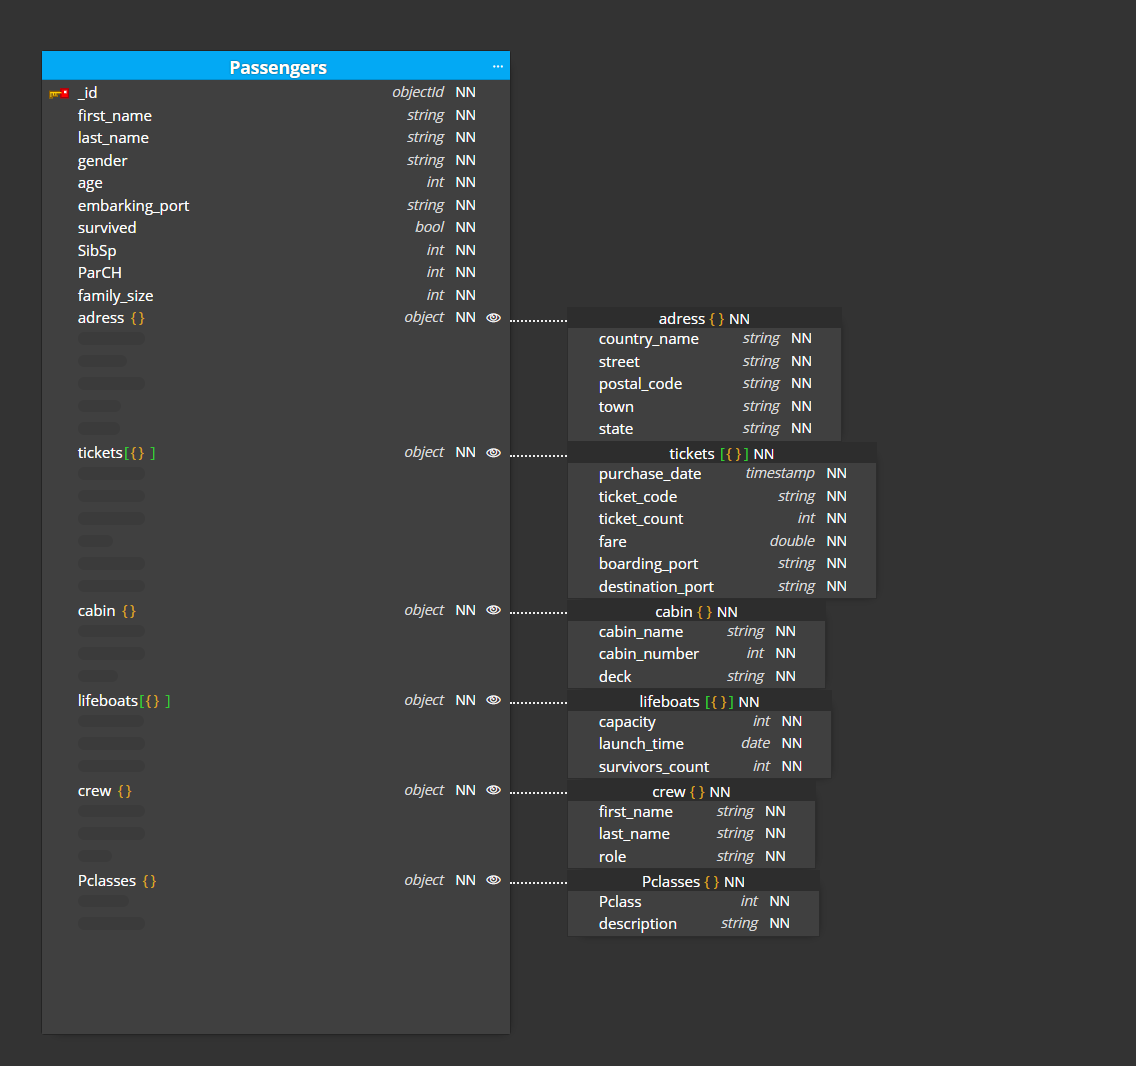 Passengers ...
_id objectId NN
first_name string NN
last_name string NN
gender string NN
age int NN
embarking_port string NN
survived bool NN
SibSp int NN
ParCH int NN
family_size int NN
adress {} object NN
adress {} NN
country_name string NN
street string NN
postal_code string NN
town string NN
state string NN
tickets[{} ] object NN
tickets [{}] NN
purchase_date timestamp NN
ticket_code string NN
ticket_count int NN
fare double NN
boarding_port string NN
destination_port string NN
cabin {} object NN
cabin {} NN
cabin_name string NN
cabin_number int NN
deck string NN
lifeboats[{} ] object NN
lifeboats [{}] NN
capacity int NN
launch_time date NN
survivors_count int NN
crew {} object NN
crew {} NN
first_name string NN
last_name string NN
role string NN
Pclasses {} object NN
Pclasses {} NN
Pclass int NN
description string NN